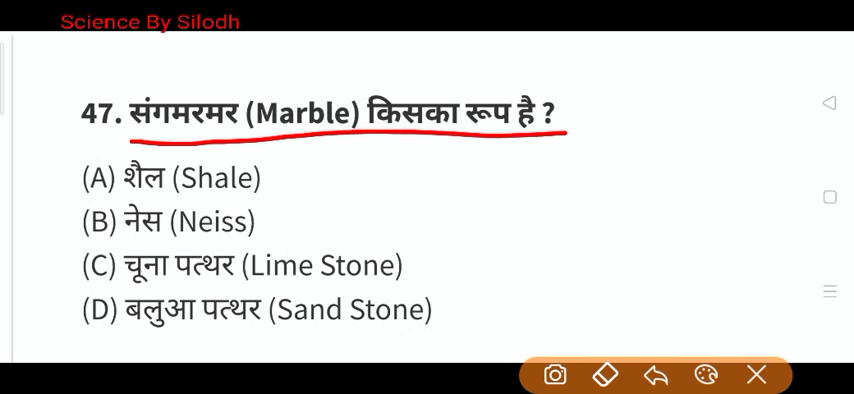 Science By Silodh
47. संगमरमर (Marble) किसका रूप है ?
(A) शैल (Shale)
(B) नेस (Neiss)
(C) चूना पत्थर (Lime Stone)
(D) बलुआ पत्थर (Sand Stone)